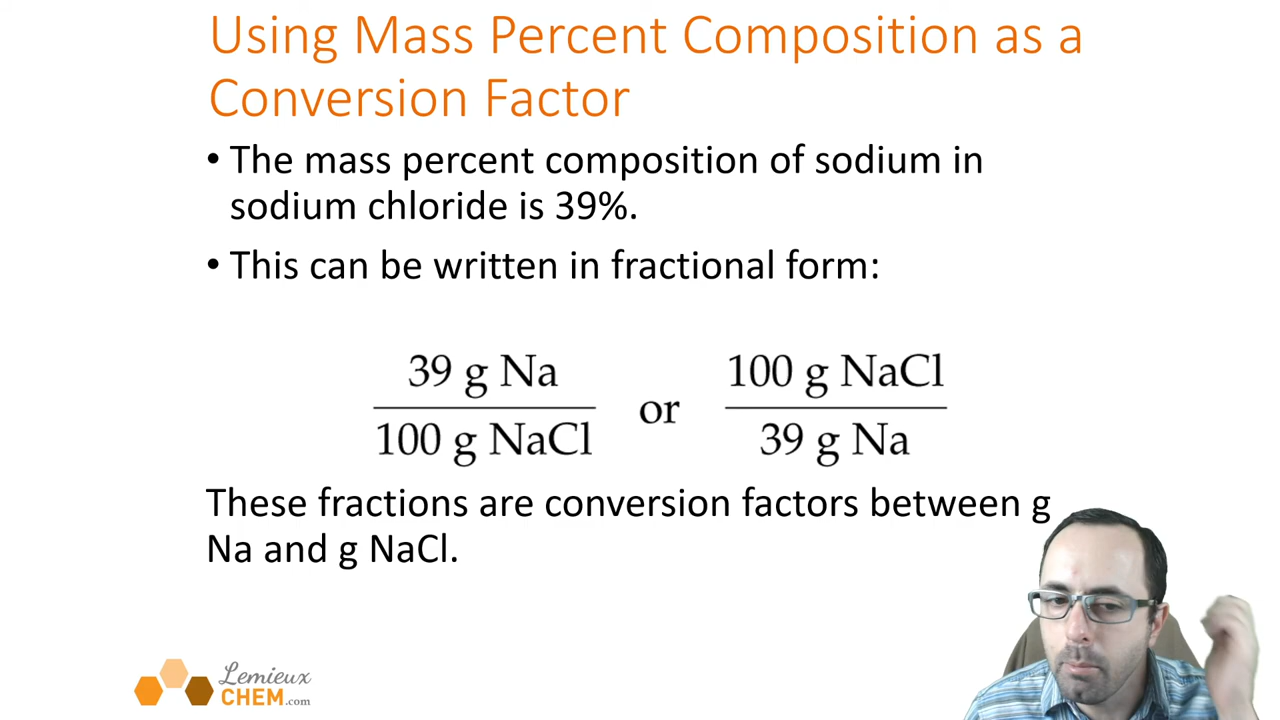 Using Mass Percent Composition as a
Conversion Factor
• The mass percent composition of sodium in
sodium chloride is 39%.
• This can be written in fractional form:
39 g Na
100 g NaCl
or
100 g NaCl
39 g Na
These fractions are conversion factors between g
Na and g NaCl.
Lemieux
CHEM.com